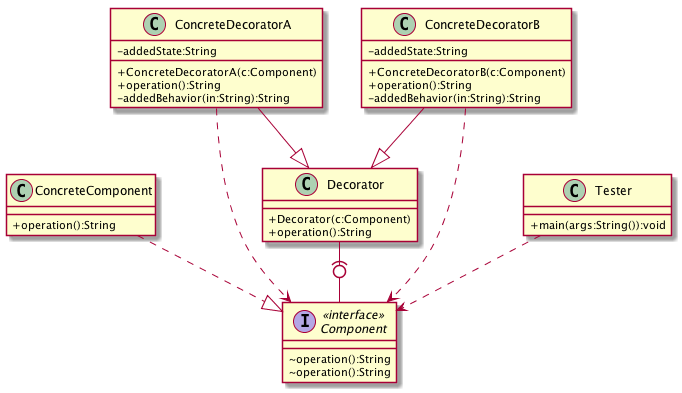 C ConcreteDecoratorA
-addedState:String
+ConcreteDecoratorA(c:Component)
+operation():String
-addedBehavior(in:String):String
C ConcreteDecoratorB
-addedState:String
+ConcreteDecoratorB(c:Component)
+operation():String
-addedBehavior(in:String):String
C ConcreteComponent
+operation():String
C Decorator
+Decorator(c:Component)
+operation():String
C Tester
+main(args:String()):void
I «interface»
Component
~operation():String
~operation():String